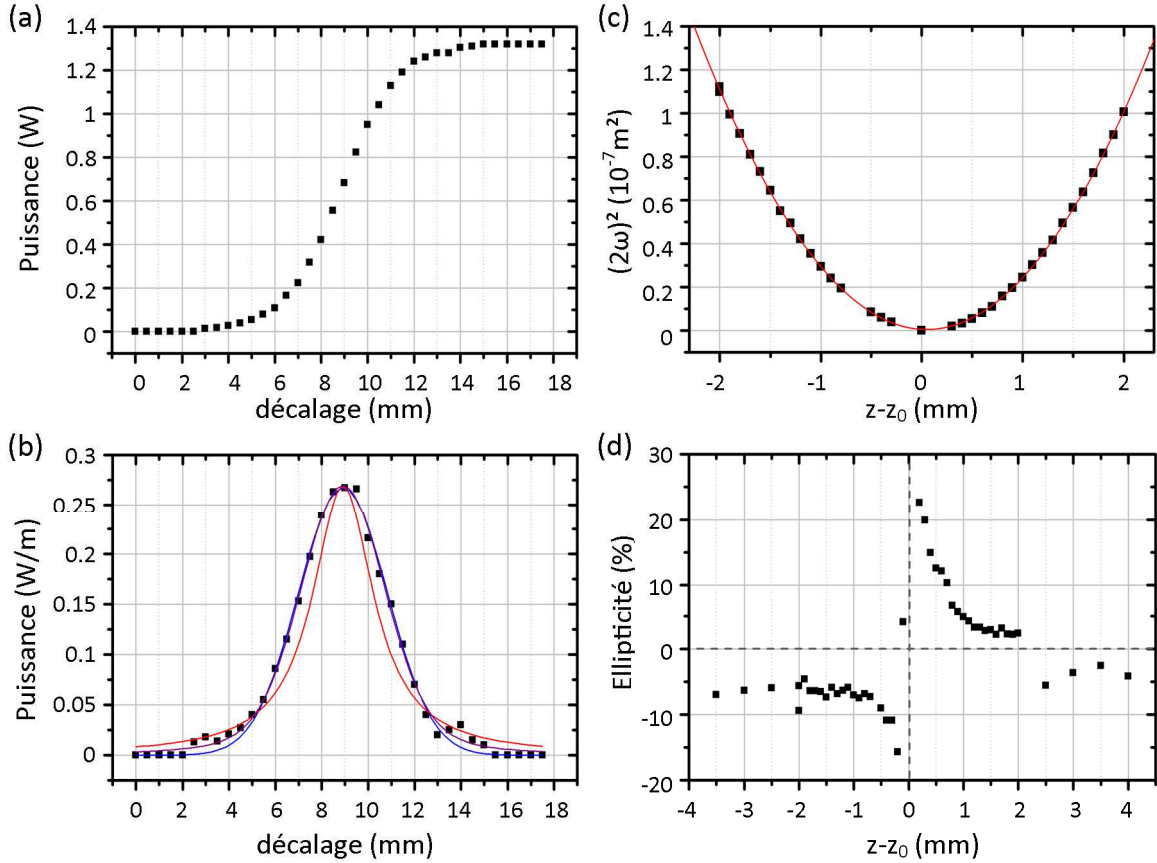 (a)
1.4
1.2
1
0.8
0.6
0.4
0.2
0
Puissance (W)
0 2 4 6 8 10 12 14 16 18
décalage (mm)
(c)
1.4
1.2
1
0.8
0.6
0.4
0.2
0
(2ω)² (10⁻⁷m²)
-2 -1 0 1 2
z-z₀ (mm)
(b)
0.3
0.25
0.2
0.15
0.1
0.05
0
Puissance (W/m)
0 2 4 6 8 10 12 14 16 18
décalage (mm)
(d)
30
20
10
0
-10
-20
Ellipticité (%)
-4 -3 -2 -1 0 1 2 3 4
z-z₀ (mm)